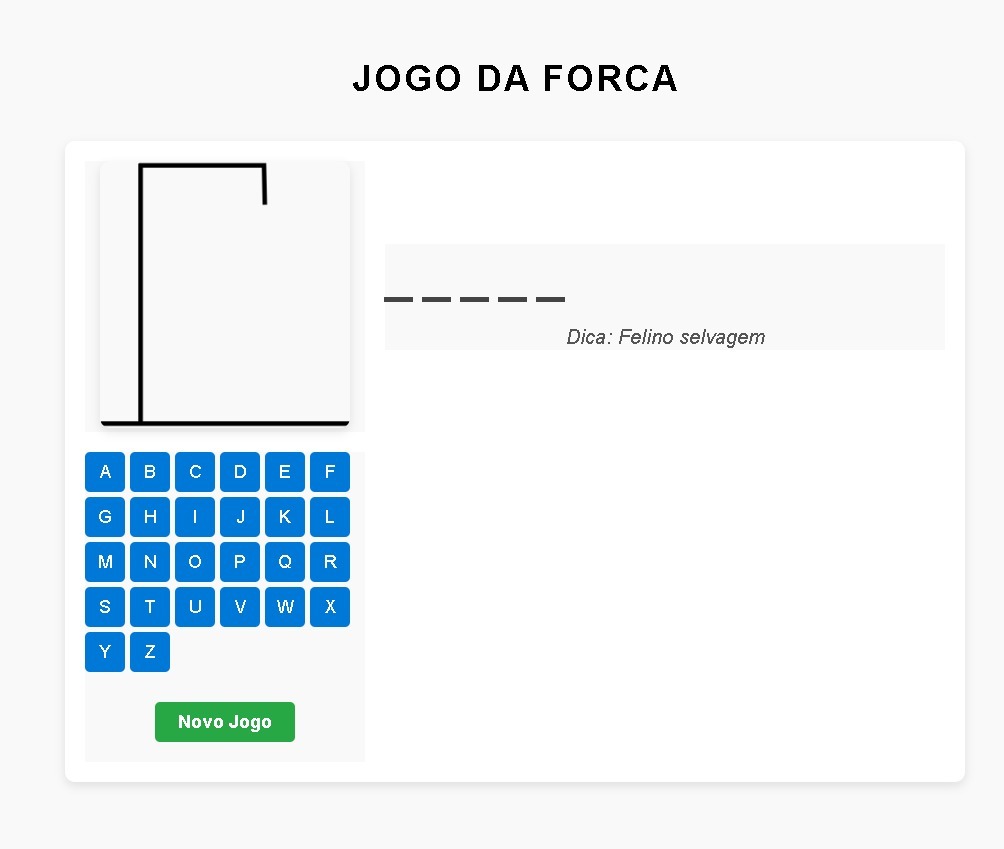 JOGO DA FORCA
_ _ _ _ _
Dica: Felino selvagem
A B C D E F
G H I J K L
M N O P Q R
S T U V W X
Y Z
Novo Jogo